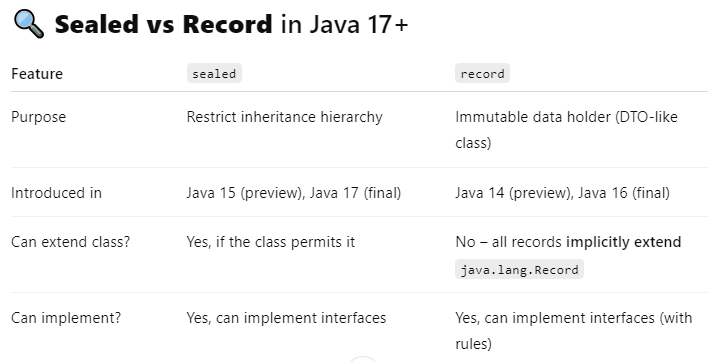 🔍 Sealed vs Record in Java 17+
Feature sealed record
Purpose Restrict inheritance hierarchy Immutable data holder (DTO-like
class)
Introduced in Java 15 (preview), Java 17 (final) Java 14 (preview), Java 16 (final)
Can extend class? Yes, if the class permits it No – all records implicitly extend
java.lang.Record
Can implement? Yes, can implement interfaces Yes, can implement interfaces (with
rules)